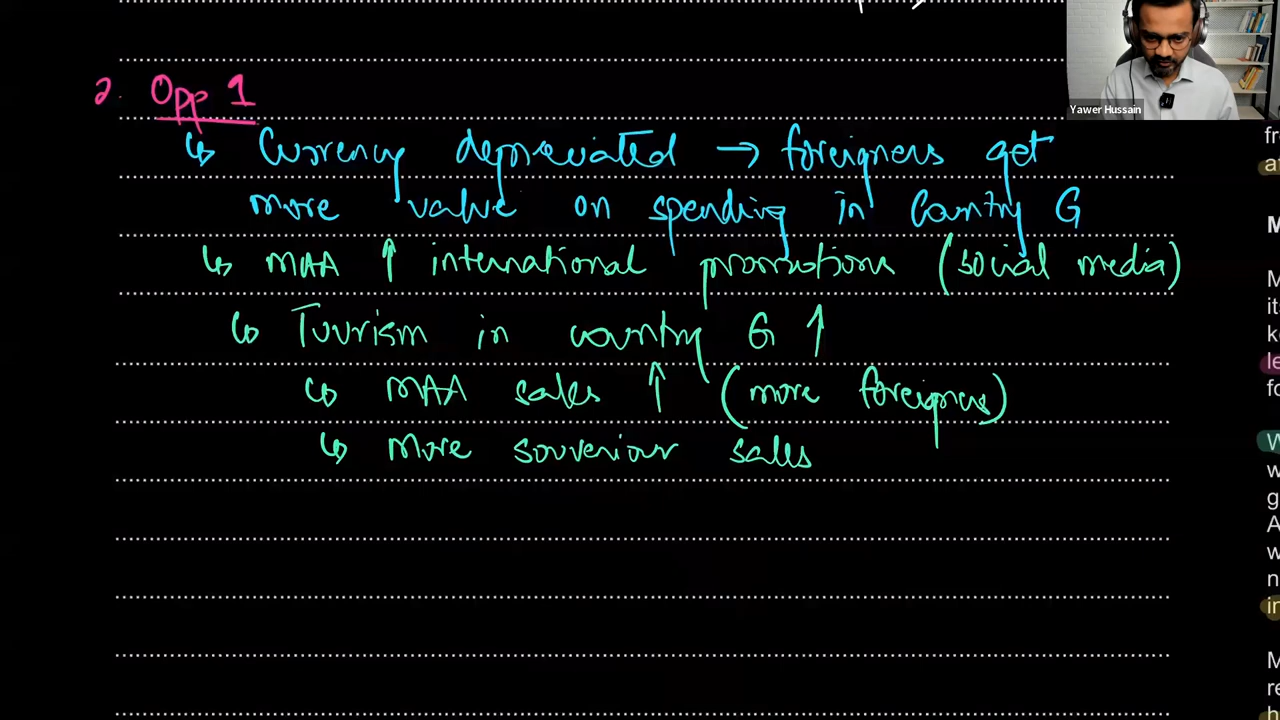 Yawer Hussain
2. Opp 1
↳ Currency depreciated → foreigners get
more value on spending in Country G
↳ MAA ↑ international promotions (social media)
↳ Tourism in country G ↑
↳ MAA sales ↑ (more foreigners)
↳ More souveniour sales